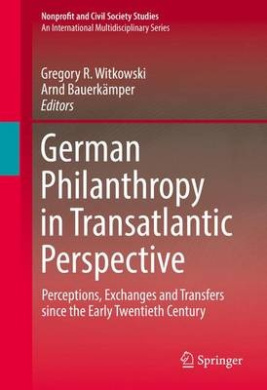 Nonprofit and Civil Society Studies
An International Multidisciplinary Series
Gregory R. Witkowski
Arnd Bauerkämper
Editors
German
Philanthropy
in Transatlantic
Perspective
Perceptions, Exchanges and Transfers
since the Early Twentieth Century
Springer